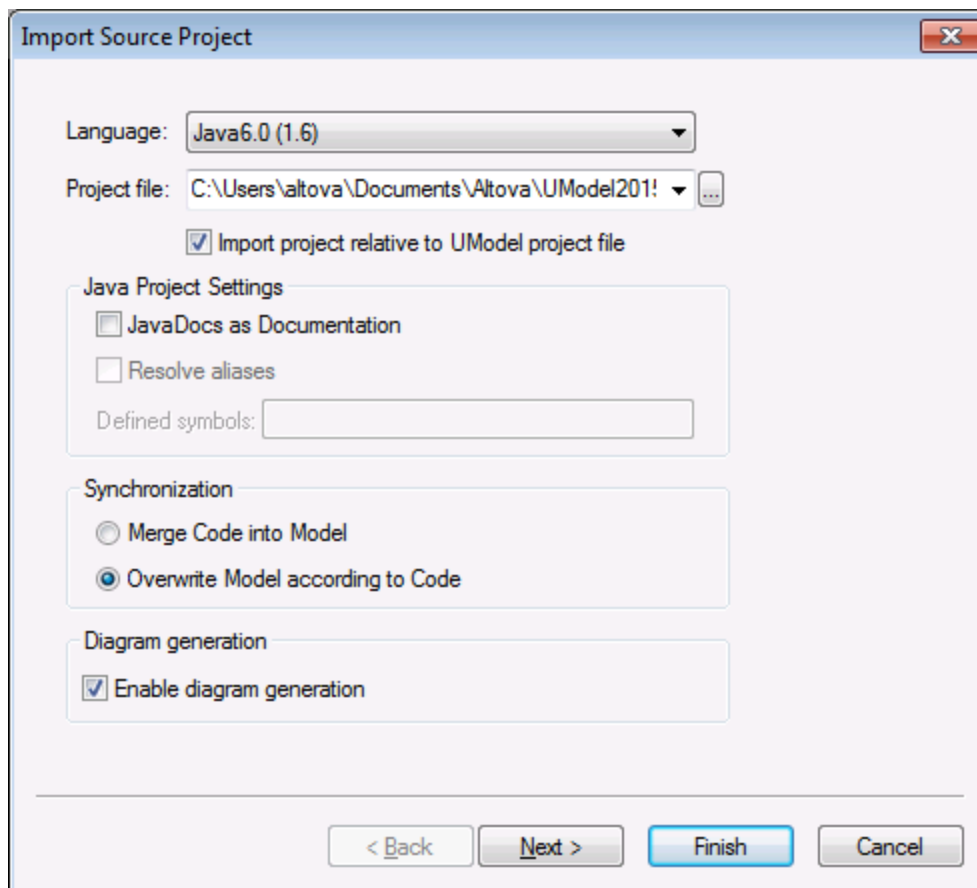 Import Source Project
Language: Java6.0 (1.6)
Project file: C:\Users\altova\Documents\Altova\UModel201 ...
Import project relative to UModel project file
Java Project Settings
JavaDocs as Documentation
Resolve aliases
Defined symbols:
Synchronization
Merge Code into Model
Overwrite Model according to Code
Diagram generation
Enable diagram generation
< Back Next > Finish Cancel